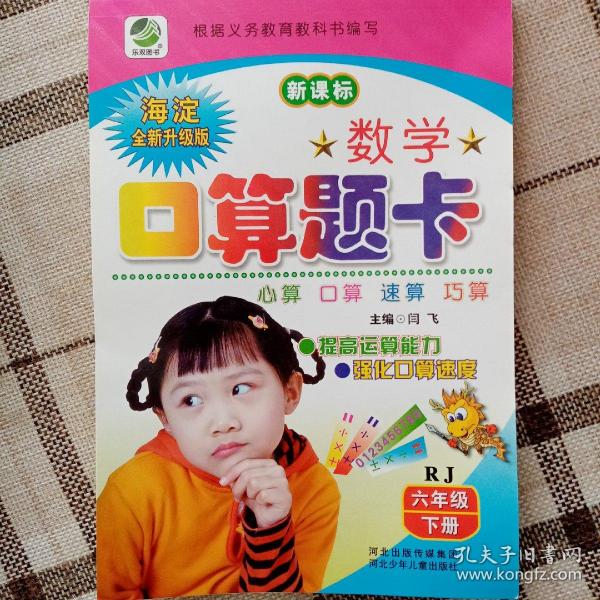 根据义务教育教科书编写
乐双图书
新课标
海淀
全新升级版
数学
口算题卡
心算 口算 速算 巧算
主编⊙闫飞
●提高运算能力
●强化口算速度
0123456789
RJ
六年级
下册
河北出版传媒集团
河北少年儿童出版社
孔夫子旧书网
www.kongfz.com